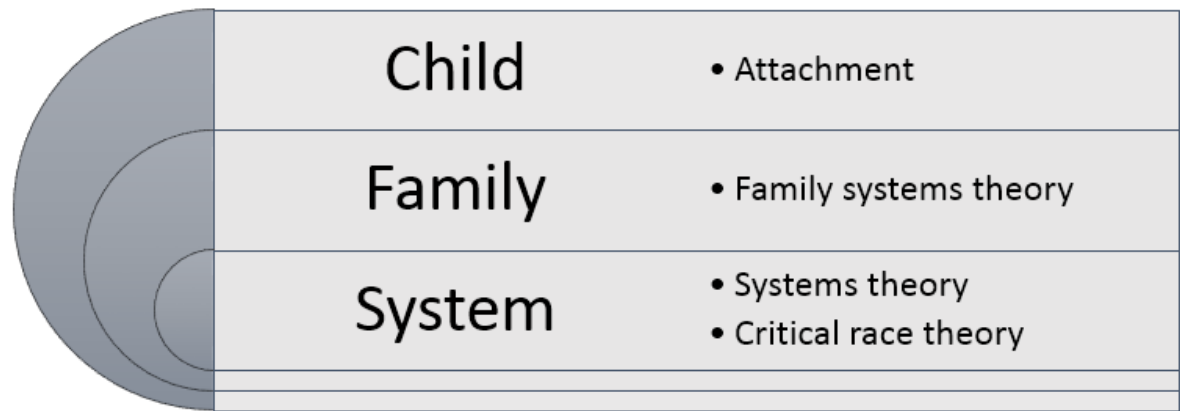 Child
• Attachment
Family
• Family systems theory
System
• Systems theory
• Critical race theory